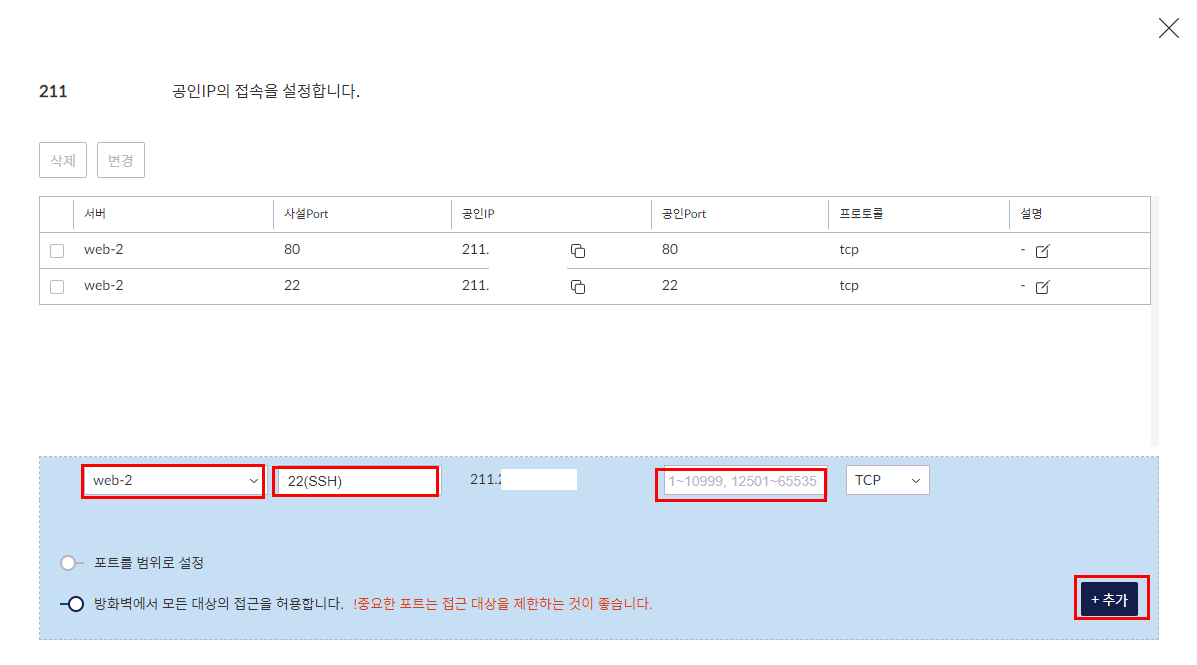 211 공인IP의 접속을 설정합니다.
삭제 변경
서버 사설Port 공인IP 공인Port 프로토콜 설명
web-2 80 211. 80 tcp -
web-2 22 211. 22 tcp -
web-2 22(SSH) 211.2 1~10999, 12501~65535 TCP
포트를 범위로 설정
방화벽에서 모든 대상의 접근을 허용합니다. !중요한 포트는 접근 대상을 제한하는 것이 좋습니다.
+ 추가